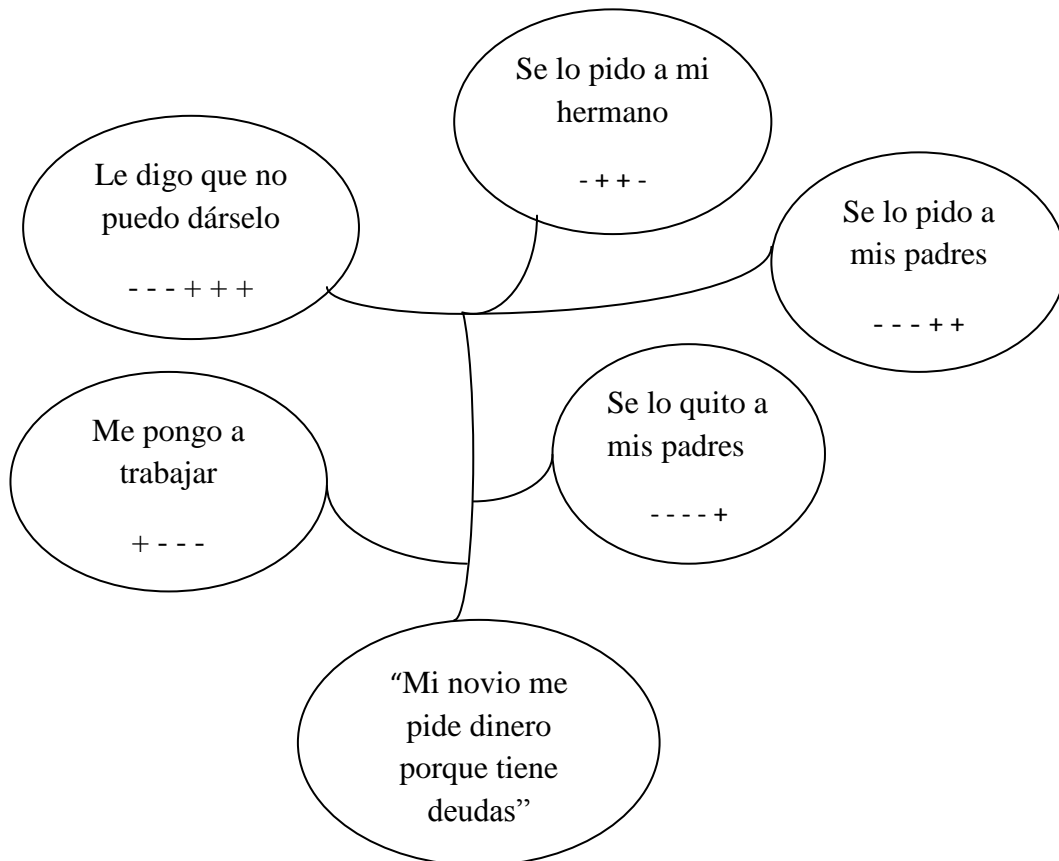 Se lo pido a mi
hermano
- + + -
Le digo que no
puedo dárselo
- - - + + +
Se lo pido a
mis padres
- - - + +
Me pongo a
trabajar
+ - - -
Se lo quito a
mis padres
- - - - +
“Mi novio me
pide dinero
porque tiene
deudas”